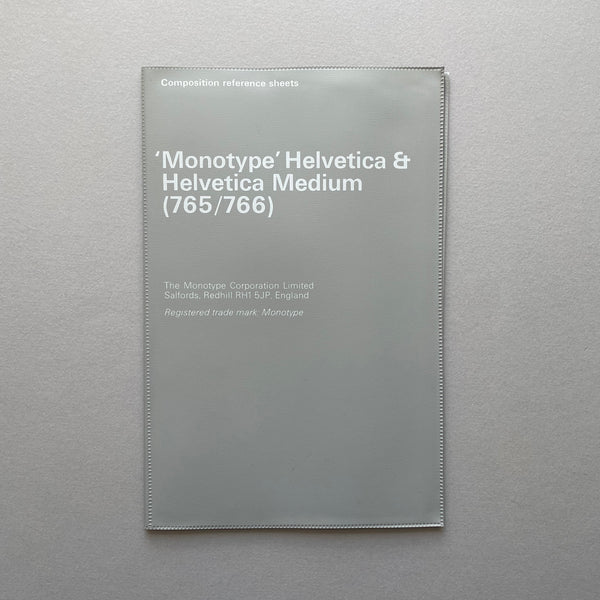 Composition reference sheets
‘Monotype’ Helvetica &
Helvetica Medium
(765/766)
The Monotype Corporation Limited
Salfords, Redhill RH1 5JP, England
Registered trade mark: Monotype